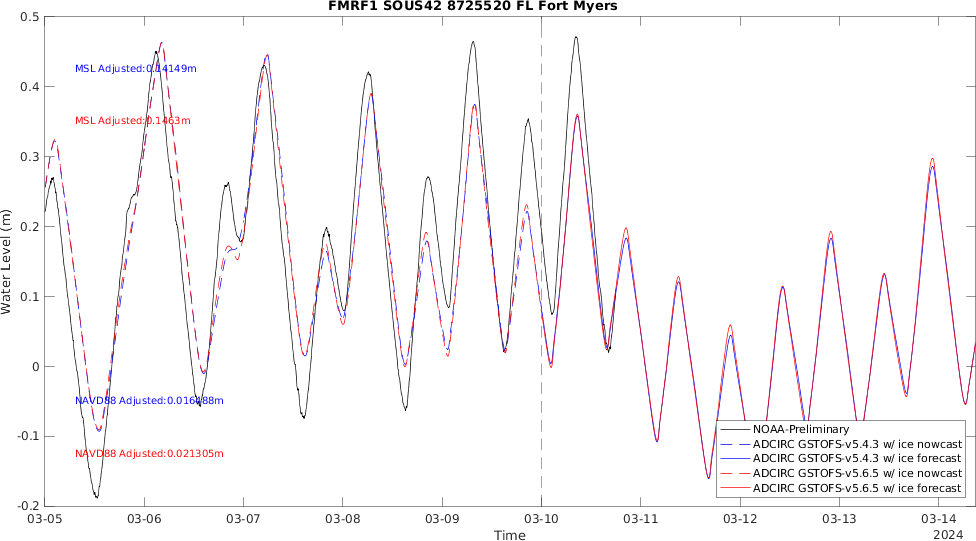 FMRF1 SOUS42 8725520 FL Fort Myers
Water Level (m)
0.5
0.4
0.3
0.2
0.1
0
-0.1
-0.2
MSL Adjusted:0.14149m
MSL Adjusted:0.1463m
NAVD88 Adjusted:0.016488m
NAVD88 Adjusted:0.021305m
NOAA-Preliminary
ADCIRC GSTOFS-v5.4.3 w/ ice nowcast
ADCIRC GSTOFS-v5.4.3 w/ ice forecast
ADCIRC GSTOFS-v5.6.5 w/ ice nowcast
ADCIRC GSTOFS-v5.6.5 w/ ice forecast
03-05 03-06 03-07 03-08 03-09 03-10 03-11 03-12 03-13 03-14
Time
2024